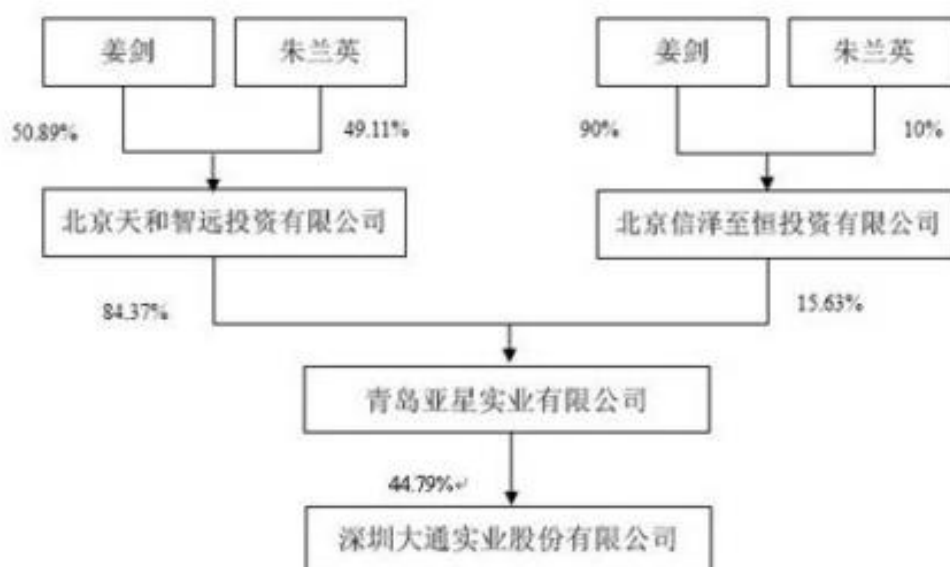 姜剑
朱兰英
姜剑
朱兰英
50.89%
49.11%
90%
10%
北京天和智远投资有限公司
北京信泽至恒投资有限公司
84.37%
15.63%
青岛亚星实业有限公司
44.79%↵
深圳大通实业股份有限公司